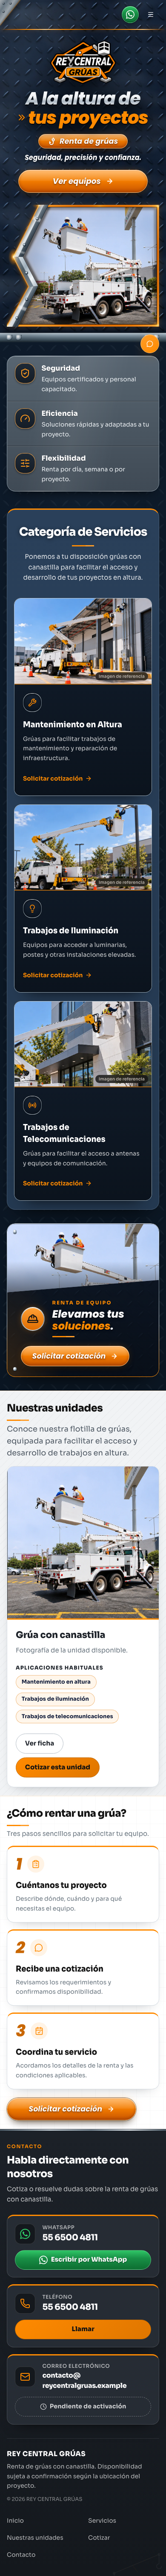 REY CENTRAL
GRÚAS
A la altura de
» tus proyectos
Renta de grúas
Seguridad, precisión y confianza.
Ver equipos →
Seguridad
Equipos certificados y personal
capacitado.
Eficiencia
Soluciones rápidas y adaptadas a tu
proyecto.
Flexibilidad
Renta por día, semana o por
proyecto.
Categoría de Servicios
Ponemos a tu disposición grúas con
canastilla para facilitar el acceso y
desarrollo de tus proyectos en altura.
Imagen de referencia
Mantenimiento en Altura
Grúas para facilitar trabajos de
mantenimiento y reparación de
infraestructura.
Solicitar cotización →
Imagen de referencia
Trabajos de Iluminación
Equipos para acceder a luminarias,
postes y otras instalaciones elevadas.
Solicitar cotización →
Imagen de referencia
Trabajos de
Telecomunicaciones
Grúas para facilitar el acceso a antenas
y equipos de comunicación.
Solicitar cotización →
RENTA DE EQUIPO
Elevamos tus
soluciones.
Solicitar cotización →
Nuestras unidades
Conoce nuestra flotilla de grúas,
equipada para facilitar el acceso y
desarrollo de trabajos en altura.
Grúa con canastilla
Fotografía de la unidad disponible.
APLICACIONES HABITUALES
Mantenimiento en altura
Trabajos de iluminación
Trabajos de telecomunicaciones
Ver ficha
Cotizar esta unidad
¿Cómo rentar una grúa?
Tres pasos sencillos para solicitar tu equipo.
1
Cuéntanos tu proyecto
Describe dónde, cuándo y para qué
necesitas el equipo.
2
Recibe una cotización
Revisamos los requerimientos y
confirmamos disponibilidad.
3
Coordina tu servicio
Acordamos los detalles de la renta y las
condiciones aplicables.
Solicitar cotización →
CONTACTO
Habla directamente con
nosotros
Cotiza o resuelve dudas sobre la renta de grúas
con canastilla.
WHATSAPP
55 6500 4811
Escribir por WhatsApp
TELÉFONO
55 6500 4811
Llamar
CORREO ELECTRÓNICO
contacto@
reycentralgruas.example
Pendiente de activación
REY CENTRAL GRÚAS
Renta de grúas con canastilla. Disponibilidad
sujeta a confirmación según la ubicación del
proyecto.
© 2026 REY CENTRAL GRÚAS
Inicio
Servicios
Nuestras unidades
Cotizar
Contacto